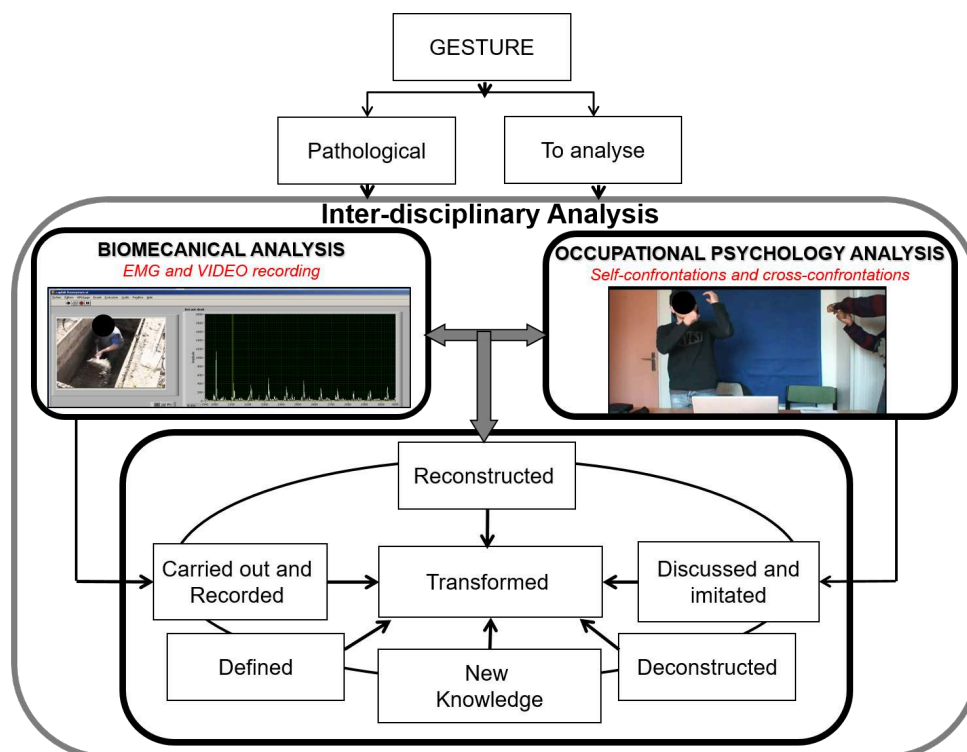 GESTURE
Pathological
To analyse
Inter-disciplinary Analysis
BIOMECANICAL ANALYSIS
EMG and VIDEO recording
OCCUPATIONAL PSYCHOLOGY ANALYSIS
Self-confrontations and cross-confrontations
Reconstructed
Carried out and
Recorded
Transformed
Discussed and
imitated
Defined
New
Knowledge
Deconstructed